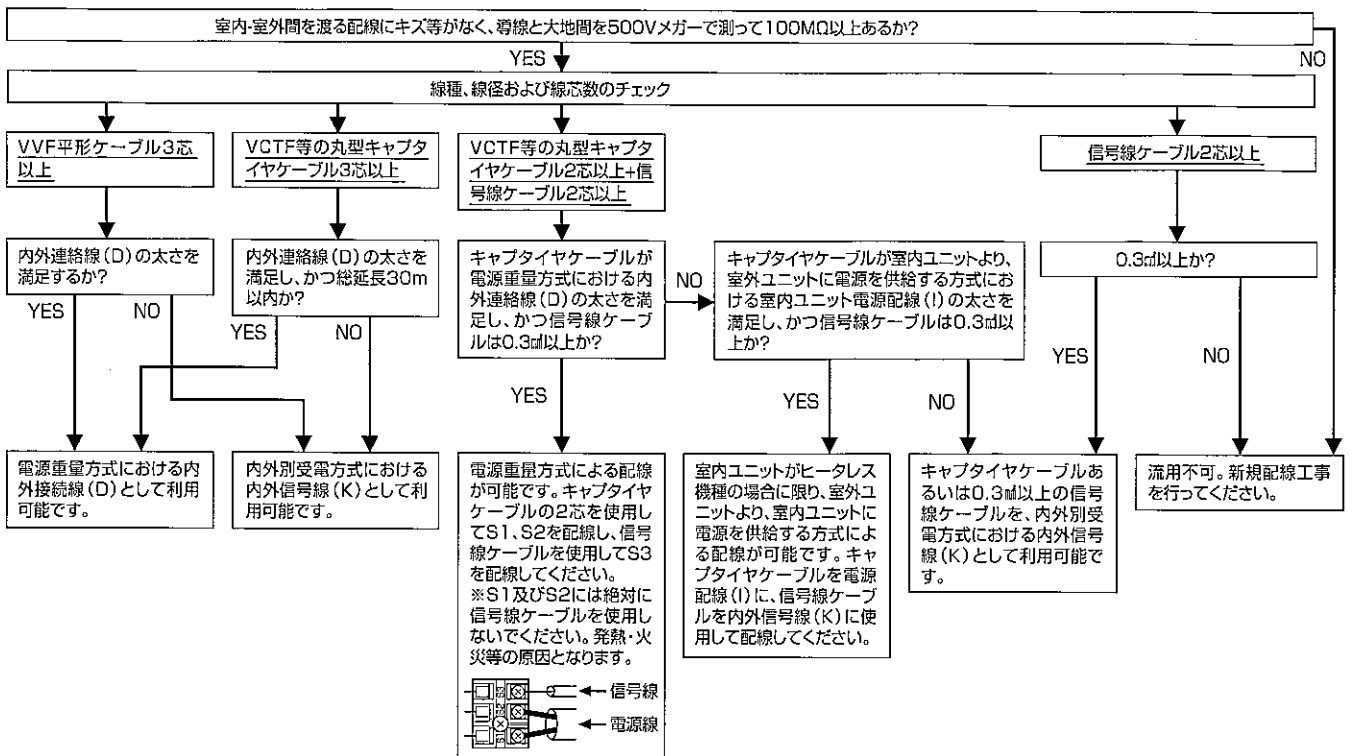 室内-室外間を渡る配線にキズ等がなく、導線と大地間を500Vメガーで測って100MΩ以上あるか?
YES
NO
線種、線径および線芯数のチェック
VVF平形ケーブル3芯
以上
VCTF等の丸型キャプタ
イヤケーブル3芯以上
VCTF等の丸型キャプタ
イヤケーブル2芯以上+信
号線ケーブル2芯以上
信号線ケーブル2芯以上
内外連絡線(D)の太さを
満足するか?
内外連絡線(D)の太さを
満足し、かつ総延長30m
以内か?
キャプタイヤケーブルが
電源重量方式における内
外連絡線(D)の太さを満
足し、かつ信号線ケーブ
ルは0.3㎟以上か?
NO
キャプタイヤケーブルが室内ユニットより、
室外ユニットに電源を供給する方式にお
ける室内ユニット電源配線(I)の太さを
満足し、かつ信号線ケーブルは0.3㎟以
上か?
0.3㎟以上か?
YES
NO
YES
NO
YES
YES
NO
YES
NO
電源重量方式における内
外接続線(D)として利用
可能です。
内外別受電方式における
内外信号線(K)として利
用可能です。
電源重量方式による配線
が可能です。キャプタイヤ
ケーブルの2芯を使用し
てS1、S2を配線し、信号
線ケーブルを使用してS3
を配線してください。
※S1及びS2には絶対に
信号線ケーブルを使用し
ないでください。発熱・火
災等の原因となります。
S3
信号線
S2
S1
電源線
室内ユニットがヒータレス
機種の場合に限り、室外ユ
ニットより、室内ユニットに
電源を供給する方式によ
る配線が可能です。キャ
プタイヤケーブルを電源
配線(I)に、信号線ケーブ
ルを内外信号線(K)に使
用して配線してください。
キャプタイヤケーブルあ
るいは0.3㎟以上の信号
線ケーブルを、内外別受
電方式における内外信号
線(K)として利用可能で
す。
流用不可。新規配線工事
を行ってください。